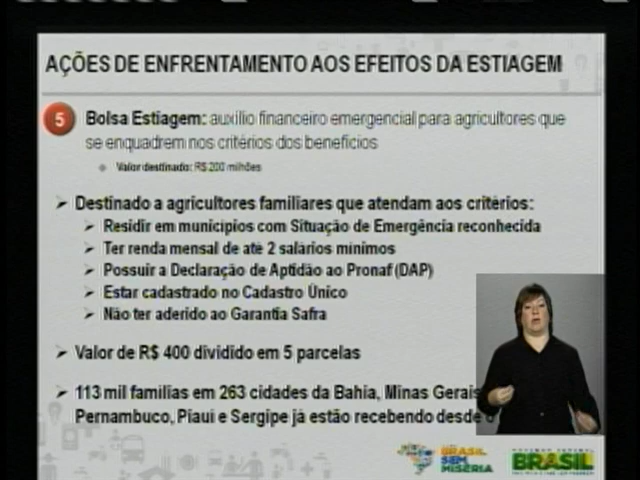 AÇÕES DE ENFRENTAMENTO AOS EFEITOS DA ESTIAGEM
5 Bolsa Estiagem: auxílio financeiro emergencial para agricultores que
se enquadrem nos critérios dos benefícios
Valor destinado: R$ 200 milhões
Destinado a agricultores familiares que atendam aos critérios:
Residir em municípios com Situação de Emergência reconhecida
Ter renda mensal de até 2 salários mínimos
Possuir a Declaração de Aptidão ao Pronaf (DAP)
Estar cadastrado no Cadastro Único
Não ter aderido ao Garantia Safra
Valor de R$ 400 dividido em 5 parcelas
113 mil famílias em 263 cidades da Bahia, Minas Gerais
Pernambuco, Piauí e Sergipe já estão recebendo desde
BRASIL
SEM
MISÉRIA
BRASIL